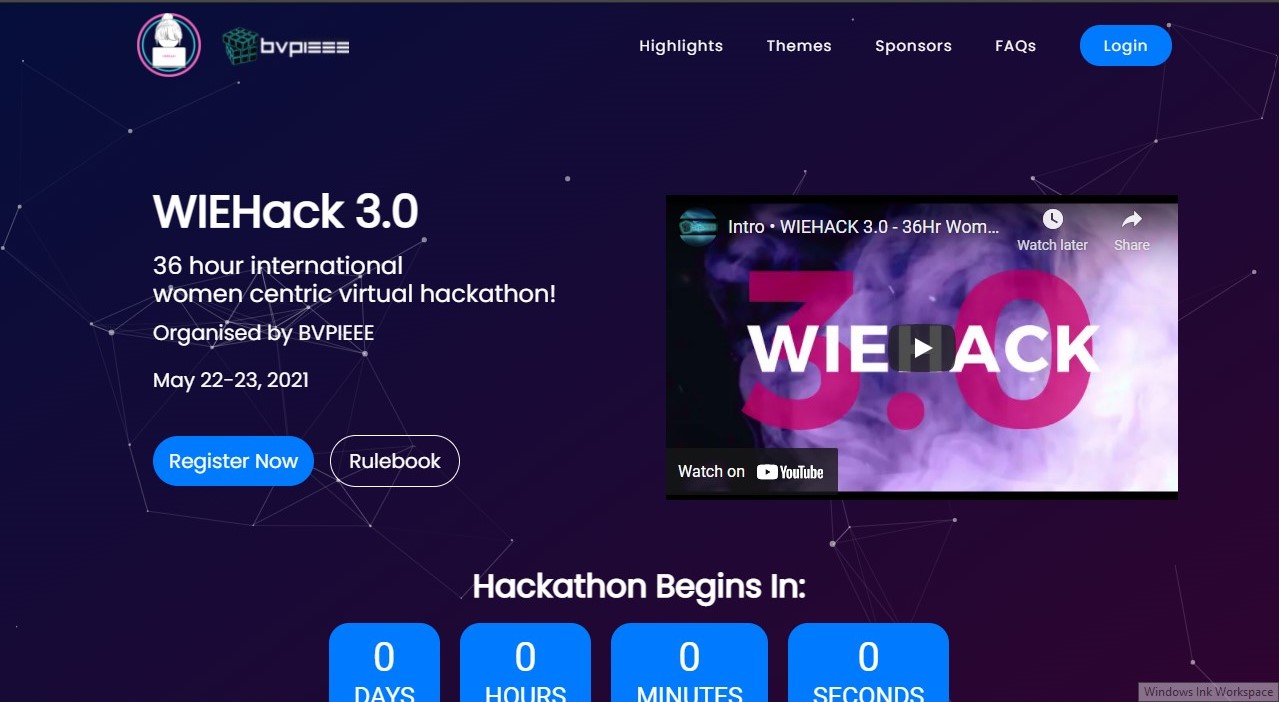 bvpieee
Highlights
Themes
Sponsors
FAQs
Login
WIEHack 3.0
36 hour international
women centric virtual hackathon!
Organised by BVPIEEE
May 22-23, 2021
Register Now
Rulebook
Intro • WIEHACK 3.0 - 36Hr Wom...
Watch later
Share
3.0
WIEHACK
Watch on YouTube
Hackathon Begins In:
0
DAYS
0
HOURS
0
MINUTES
0
SECONDS
Windows Ink Workspace